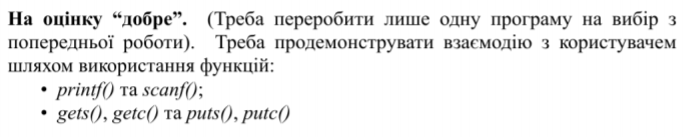 На оцінку “добре”. (Треба переробити лише одну програму на вибір з
попередньої роботи). Треба продемонструвати взаємодію з користувачем
шляхом використання функцій:
• printf() та scanf();
• gets(), getc() та puts(), putc()